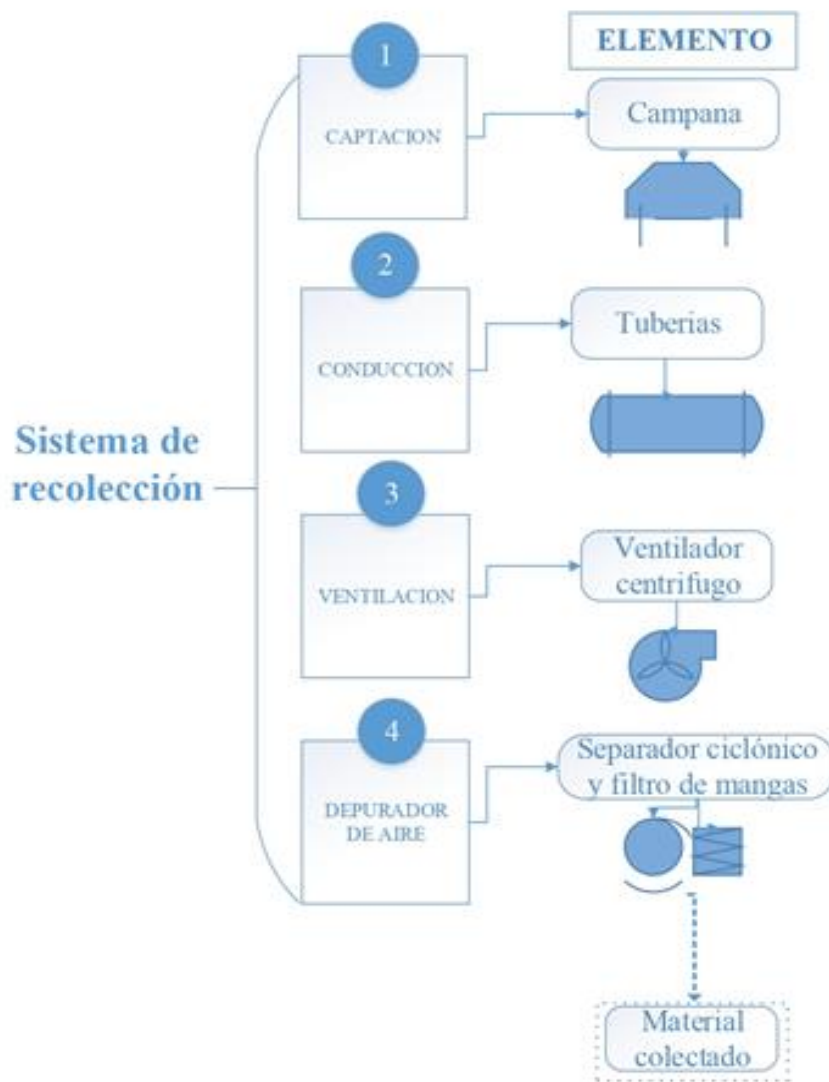 ELEMENTO
1
CAPTACION
Campana
2
CONDUCCION
Tuberias
Sistema de
recolección
3
VENTILACION
Ventilador
centrifugo
4
DEPURADOR
DE AIRE
Separador ciclónico
y filtro de mangas
Material
colectado